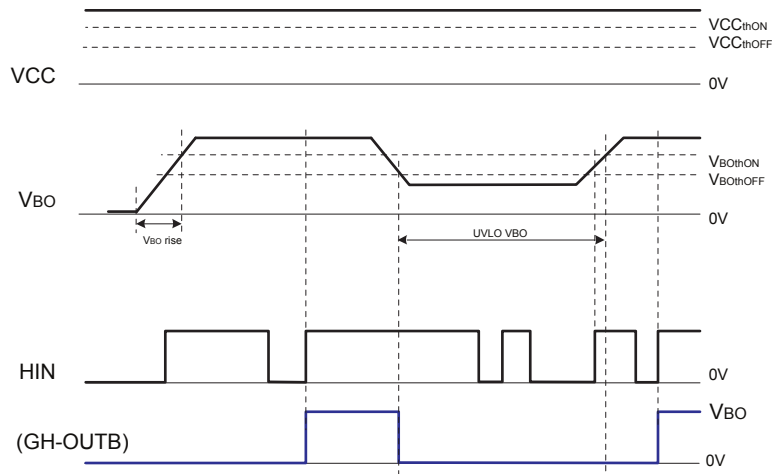 VCCthON
VCCthOFF
VCC
0V
VBOthON
VBOthOFF
VBO
0V
VBO rise
UVLO VBO
HIN
0V
VBO
(GH-OUTB)
0V